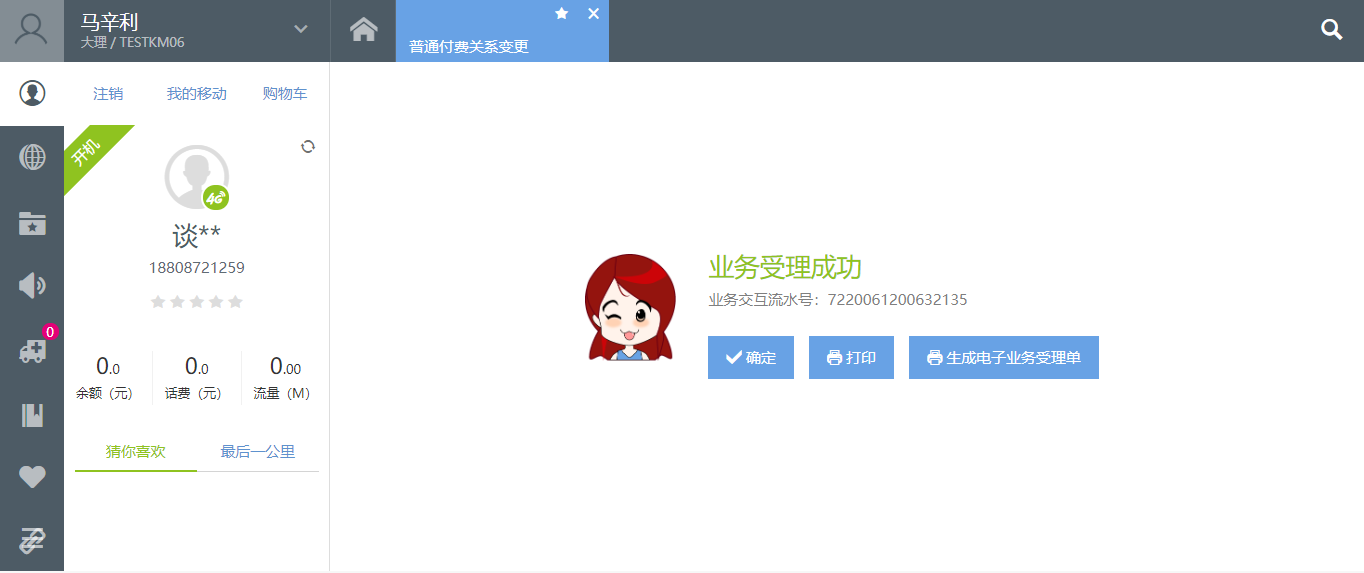 马辛利
大理 / TESTKM06
普通付费关系变更
注销 我的移动 购物车
开机
4G
谈**
18808721259
0
0.0 0.0 0.00
余额（元） 话费（元） 流量（M）
猜你喜欢 最后一公里
业务受理成功
业务交互流水号：7220061200632135
确定 打印 生成电子业务受理单